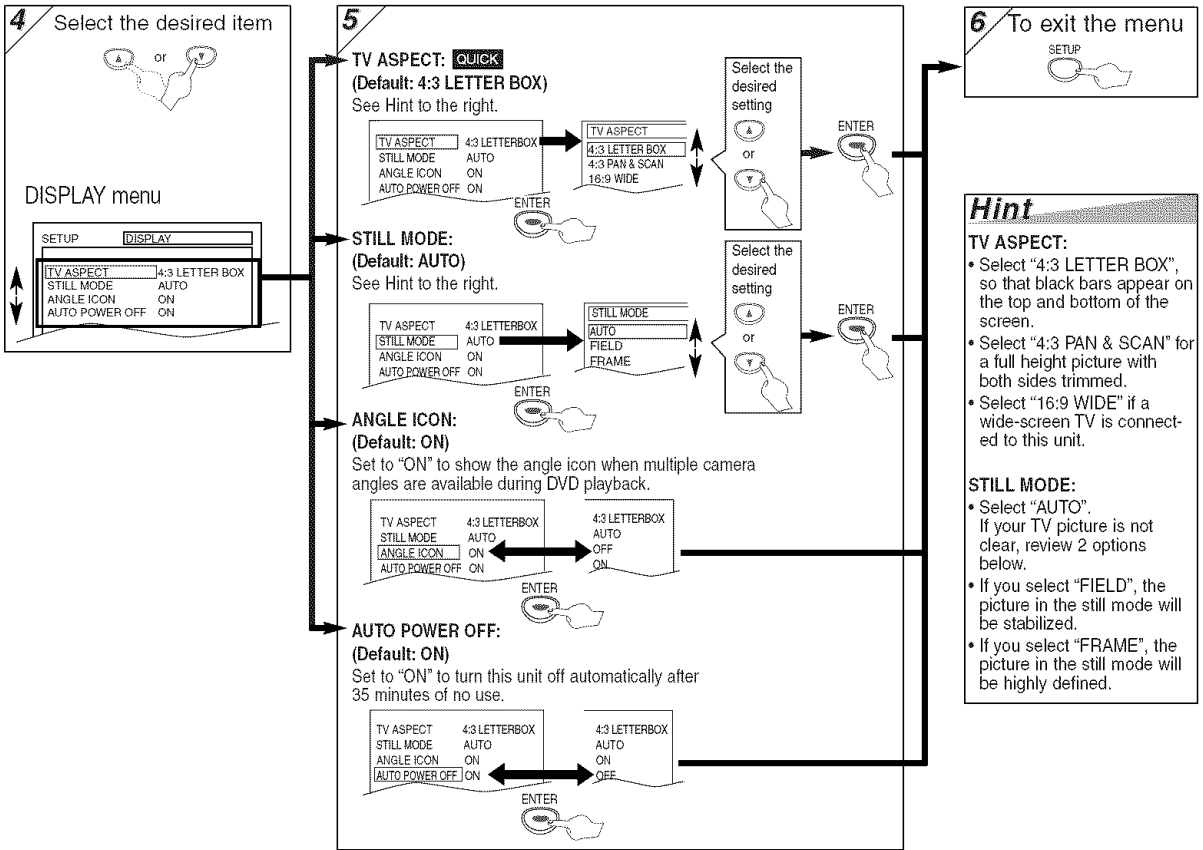 4 Select the desired item
or
DISPLAY menu
SETUP DISPLAY
TV ASPECT 4:3 LETTER BOX
STILL MODE AUTO
ANGLE ICON ON
AUTO POWER OFF ON
5
TV ASPECT: QUICK
(Default: 4:3 LETTER BOX)
See Hint to the right.
TV ASPECT 4:3 LETTERBOX
STILL MODE AUTO
ANGLE ICON ON
AUTO POWER OFF ON
ENTER
TV ASPECT
4:3 LETTER BOX
4:3 PAN & SCAN
16:9 WIDE
Select the
desired
setting
or
ENTER
STILL MODE:
(Default: AUTO)
See Hint to the right.
TV ASPECT 4:3 LETTERBOX
STILL MODE AUTO
ANGLE ICON ON
AUTO POWER OFF ON
ENTER
STILL MODE
AUTO
FIELD
FRAME
Select the
desired
setting
or
ENTER
ANGLE ICON:
(Default: ON)
Set to “ON” to show the angle icon when multiple camera
angles are available during DVD playback.
TV ASPECT 4:3 LETTERBOX
STILL MODE AUTO
ANGLE ICON ON
AUTO POWER OFF ON
4:3 LETTERBOX
AUTO
OFF
ON
ENTER
AUTO POWER OFF:
(Default: ON)
Set to “ON” to turn this unit off automatically after
35 minutes of no use.
TV ASPECT 4:3 LETTERBOX
STILL MODE AUTO
ANGLE ICON ON
AUTO POWER OFF ON
4:3 LETTERBOX
AUTO
ON
OFF
ENTER
6 To exit the menu
SETUP
Hint
TV ASPECT:
• Select “4:3 LETTER BOX”,
so that black bars appear on
the top and bottom of the
screen.
• Select “4:3 PAN & SCAN” for
a full height picture with
both sides trimmed.
• Select “16:9 WIDE” if a
wide-screen TV is connect-
ed to this unit.
STILL MODE:
• Select “AUTO”.
If your TV picture is not
clear, review 2 options
below.
• If you select “FIELD”, the
picture in the still mode will
be stabilized.
• If you select “FRAME”, the
picture in the still mode will
be highly defined.